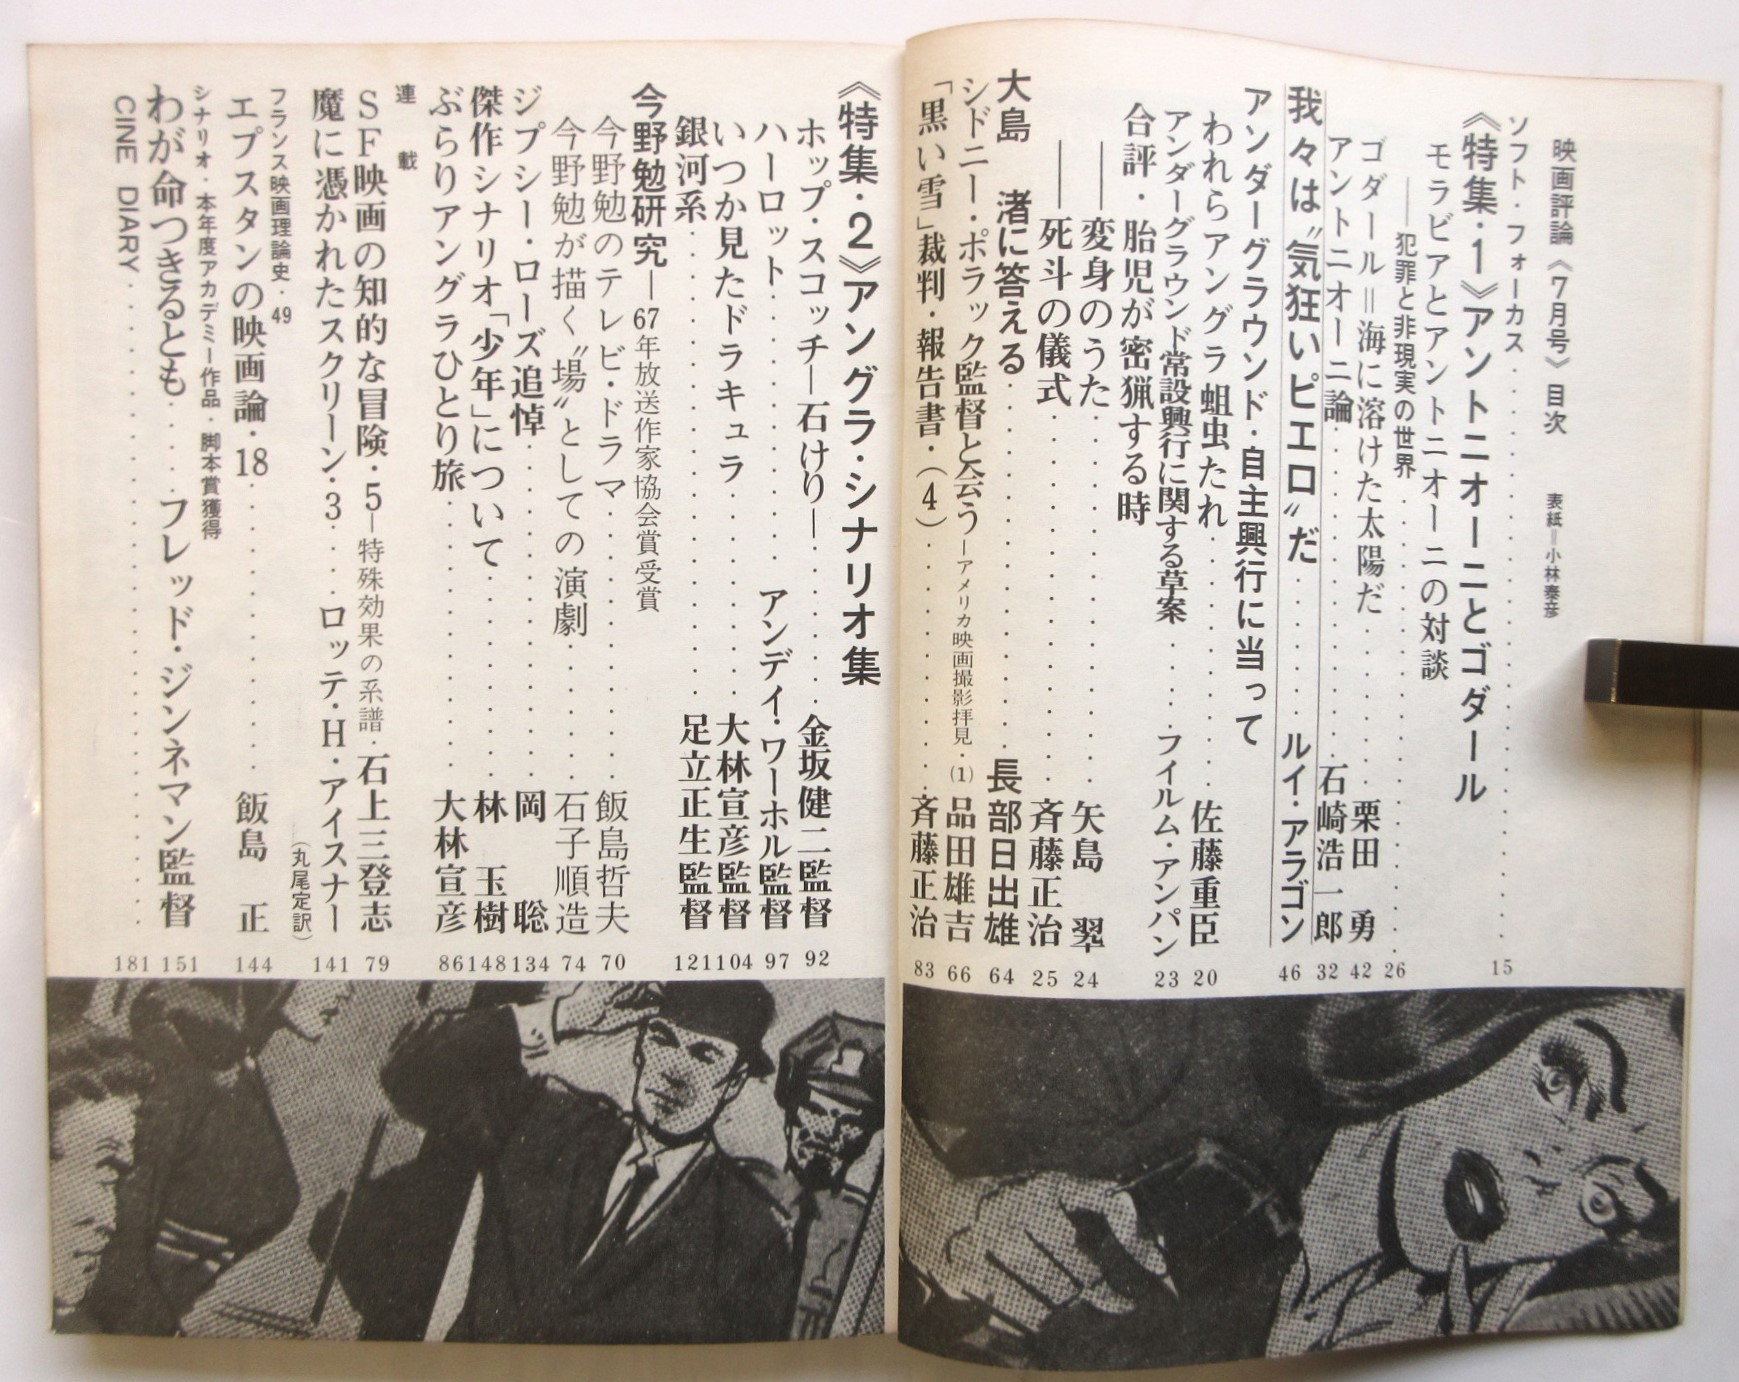 映画評論《7月号》目次 表紙＝小林泰彦
ソフト・フォーカス 15
《特集・1》アントニオーニとゴダール
モラビアとアントニオーニの対談
――犯罪と非現実の世界 26
ゴダール＝海に溶けた太陽だ 栗田 勇 42
アントニオーニ論 石崎浩一郎 32
我々は〝気狂いピエロ〟だ ルイ・アラゴン 46
アンダーグラウンド・自主興行に当って
われらアングラ蛆虫たれ 佐藤重臣 20
アンダーグラウンド常設興行に関する草案 フイルム・アンパン 23
合評・胎児が密猟する時
――変身のうた 矢島 翠 24
――死斗の儀式 斉藤正治 25
大島 渚に答える 長部日出雄 64
シドニー・ポラック監督と会う―アメリカ映画撮影拝見・(1) 品田雄吉 66
「黒い雪」裁判・報告書・(4) 斉藤正治 83
《特集・2》アングラ・シナリオ集
ホップ・スコッチ―石けり― 金坂健二監督 92
ハーロット アンデイ・ワーホル監督 97
いつか見たドラキュラ 大林宣彦監督 104
銀河系 足立正生監督 121
今野勉研究―67年放送作家協会賞受賞
今野勉のテレビ・ドラマ 飯島哲夫 70
今野勉が描く〝場〟としての演劇 石子順造 74
ジプシー・ローズ追悼 岡 聡 134
傑作シナリオ「少年」について 林 玉樹 148
ぶらりアングラひとり旅 大林宣彦 86
連載
SF映画の知的な冒険・5―特殊効果の系譜・石上三登志 79
魔に憑かれたスクリーン・3 ロッテ・H・アイスナー 141
(丸尾定訳)
フランス映画理論史・49
エプスタンの映画論・18 飯島 正 144
シナリオ・本年度アカデミー作品・脚本賞獲得
わが命つきるとも フレッド・ジンネマン監督 151
CINE DIARY 181